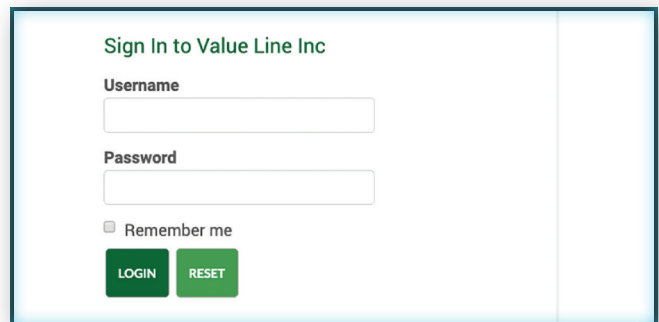 Sign In to Value Line Inc
Username
Password
Remember me
LOGIN RESET